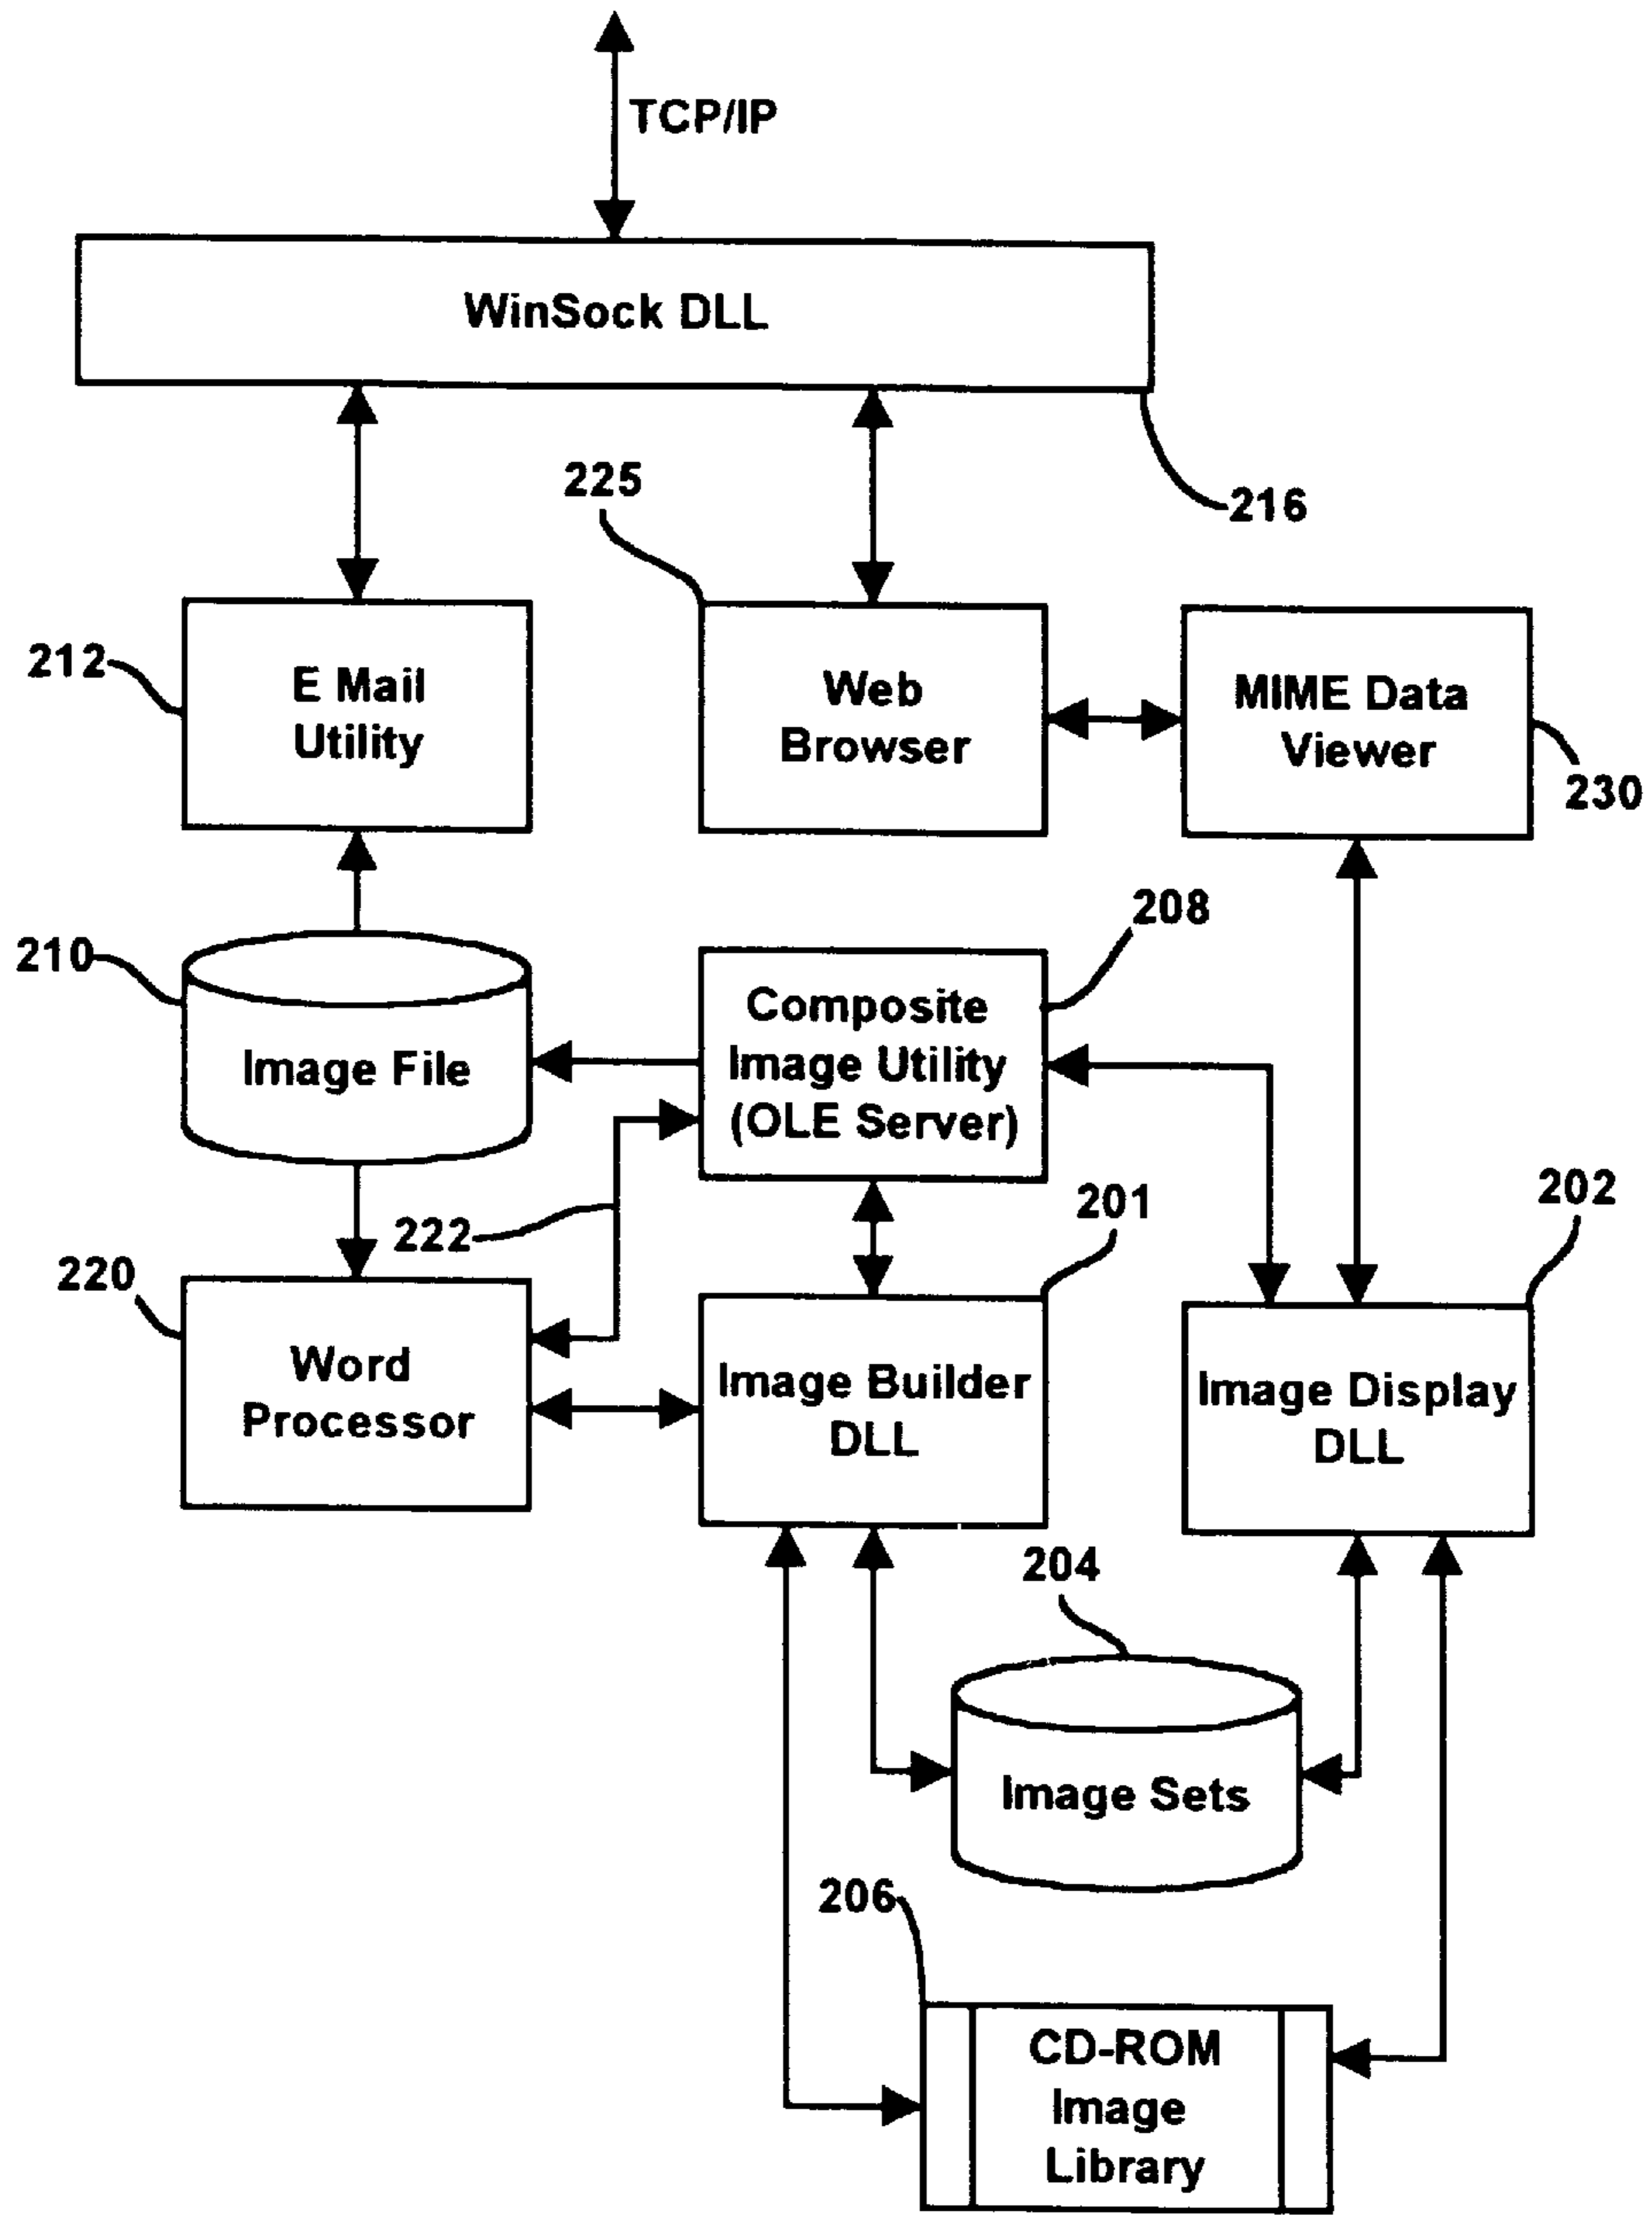 TCP/IP
WinSock DLL
225
216
212
E Mail
Utility
Web
Browser
MIME Data
Viewer
230
208
210
Image File
Composite
Image Utility
(OLE Server)
222
201
202
220
Word
Processor
Image Builder
DLL
Image Display
DLL
204
Image Sets
206
CD-ROM
Image
Library